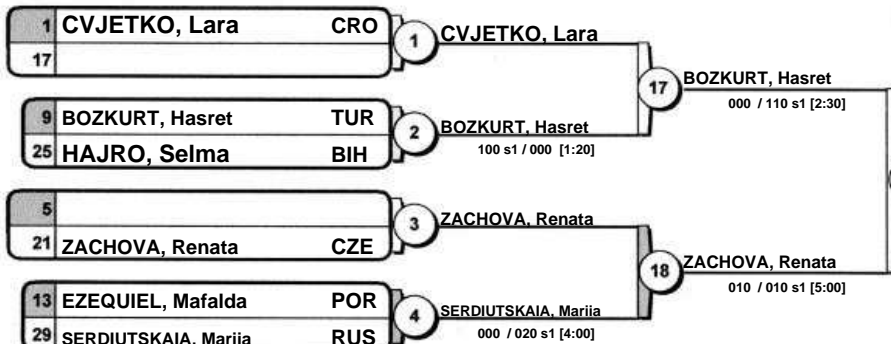 1 CVJETKO, Lara CRO
17
1
CVJETKO, Lara
9 BOZKURT, Hasret TUR
25 HAJRO, Selma BIH
2
BOZKURT, Hasret
100 s1 / 000 [1:20]
17
BOZKURT, Hasret
000 / 110 s1 [2:30]
5
21 ZACHOVA, Renata CZE
3
ZACHOVA, Renata
13 EZEQUIEL, Mafalda POR
29 SERDIUTSKAIA, Mariia RUS
4
SERDIUTSKAIA, Mariia
000 / 020 s1 [4:00]
18
ZACHOVA, Renata
010 / 010 s1 [5:00]